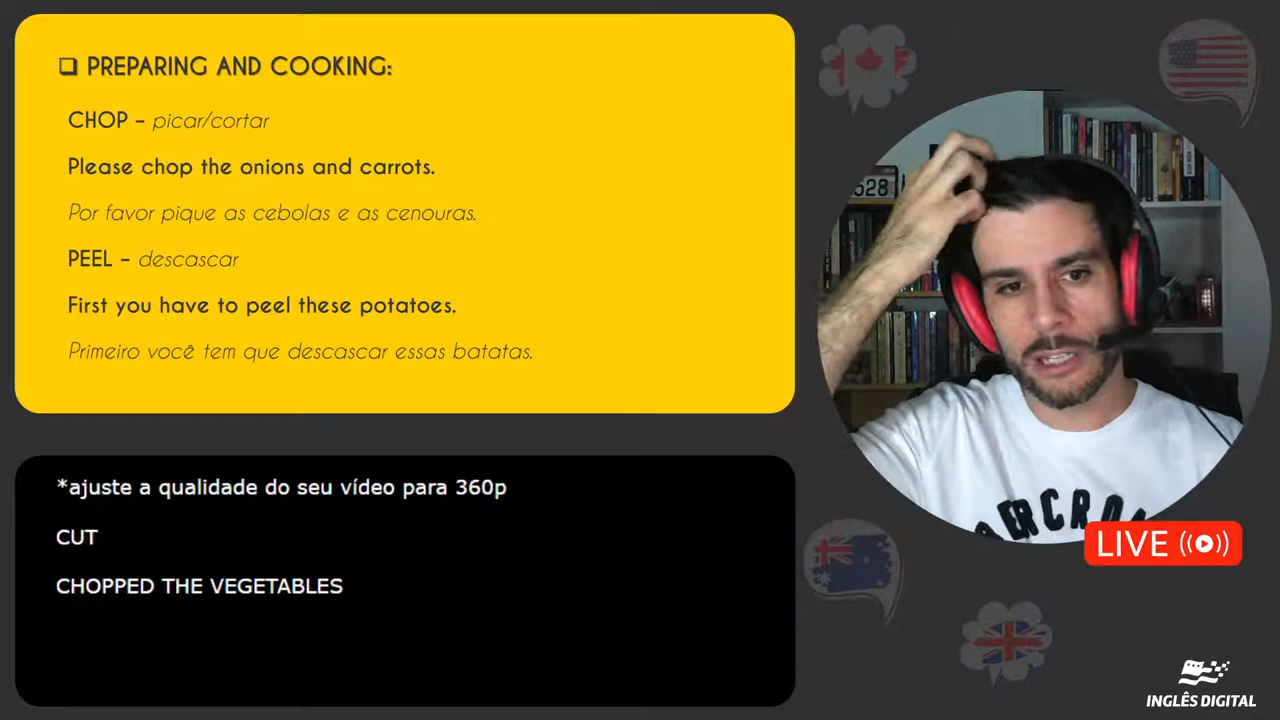 ❑ PREPARING AND COOKING:
CHOP – picar/cortar
Please chop the onions and carrots.
Por favor pique as cebolas e as cenouras.
PEEL – descascar
First you have to peel these potatoes.
Primeiro você tem que descascar essas batatas.
*ajuste a qualidade do seu vídeo para 360p
CUT
CHOPPED THE VEGETABLES
528
ERCRO
LIVE
INGLÊS DIGITAL